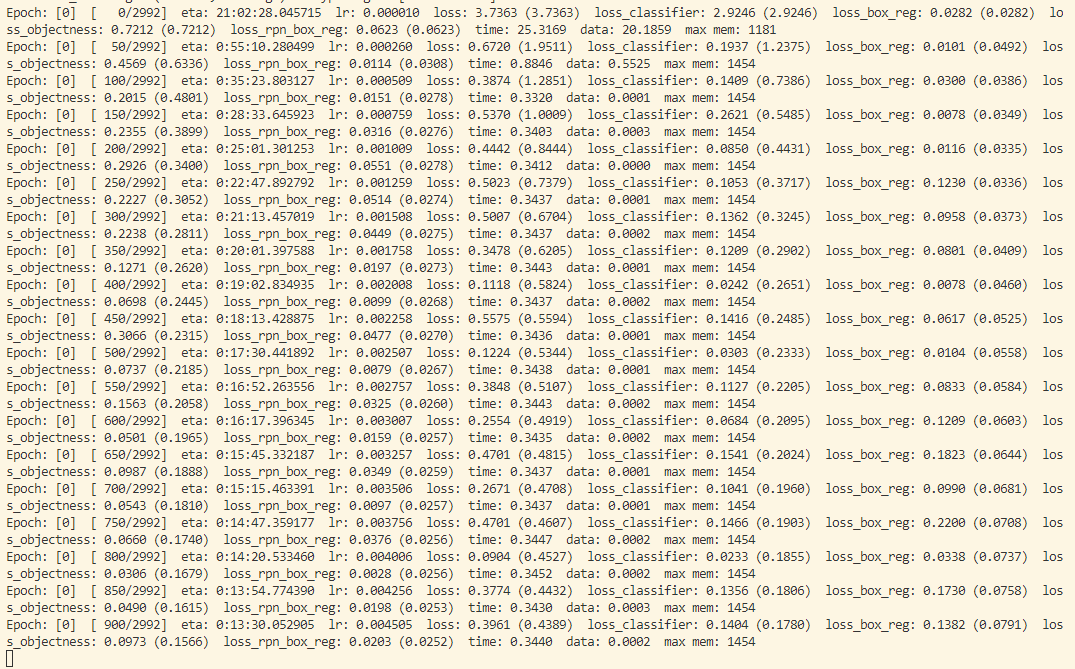 Epoch: [0]  [   0/2992]  eta: 21:02:28.045715  lr: 0.000010  loss: 3.7363 (3.7363)  loss_classifier: 2.9246 (2.9246)  loss_box_reg: 0.0282 (0.0282)  lo
ss_objectness: 0.7212 (0.7212)  loss_rpn_box_reg: 0.0623 (0.0623)  time: 25.3169  data: 20.1859  max mem: 1181
Epoch: [0]  [  50/2992]  eta: 0:55:10.280499  lr: 0.000260  loss: 0.6720 (1.9511)  loss_classifier: 0.1937 (1.2375)  loss_box_reg: 0.0101 (0.0492)  los
s_objectness: 0.4569 (0.6336)  loss_rpn_box_reg: 0.0114 (0.0308)  time: 0.8846  data: 0.5525  max mem: 1454
Epoch: [0]  [ 100/2992]  eta: 0:35:23.803127  lr: 0.000509  loss: 0.3874 (1.2851)  loss_classifier: 0.1409 (0.7386)  loss_box_reg: 0.0300 (0.0386)  los
s_objectness: 0.2015 (0.4801)  loss_rpn_box_reg: 0.0151 (0.0278)  time: 0.3320  data: 0.0001  max mem: 1454
Epoch: [0]  [ 150/2992]  eta: 0:28:33.645923  lr: 0.000759  loss: 0.5370 (1.0009)  loss_classifier: 0.2621 (0.5485)  loss_box_reg: 0.0078 (0.0349)  los
s_objectness: 0.2355 (0.3899)  loss_rpn_box_reg: 0.0316 (0.0276)  time: 0.3403  data: 0.0003  max mem: 1454
Epoch: [0]  [ 200/2992]  eta: 0:25:01.301253  lr: 0.001009  loss: 0.4442 (0.8444)  loss_classifier: 0.0850 (0.4431)  loss_box_reg: 0.0116 (0.0335)  los
s_objectness: 0.2926 (0.3400)  loss_rpn_box_reg: 0.0551 (0.0278)  time: 0.3412  data: 0.0000  max mem: 1454
Epoch: [0]  [ 250/2992]  eta: 0:22:47.892792  lr: 0.001259  loss: 0.5023 (0.7379)  loss_classifier: 0.1053 (0.3717)  loss_box_reg: 0.1230 (0.0336)  los
s_objectness: 0.2227 (0.3052)  loss_rpn_box_reg: 0.0514 (0.0274)  time: 0.3437  data: 0.0001  max mem: 1454
Epoch: [0]  [ 300/2992]  eta: 0:21:13.457019  lr: 0.001508  loss: 0.5007 (0.6704)  loss_classifier: 0.1362 (0.3245)  loss_box_reg: 0.0958 (0.0373)  los
s_objectness: 0.2238 (0.2811)  loss_rpn_box_reg: 0.0449 (0.0275)  time: 0.3437  data: 0.0002  max mem: 1454
Epoch: [0]  [ 350/2992]  eta: 0:20:01.397588  lr: 0.001758  loss: 0.3478 (0.6205)  loss_classifier: 0.1209 (0.2902)  loss_box_reg: 0.0801 (0.0409)  los
s_objectness: 0.1271 (0.2620)  loss_rpn_box_reg: 0.0197 (0.0273)  time: 0.3443  data: 0.0001  max mem: 1454
Epoch: [0]  [ 400/2992]  eta: 0:19:02.834935  lr: 0.002008  loss: 0.1118 (0.5824)  loss_classifier: 0.0242 (0.2651)  loss_box_reg: 0.0078 (0.0460)  los
s_objectness: 0.0698 (0.2445)  loss_rpn_box_reg: 0.0099 (0.0268)  time: 0.3437  data: 0.0002  max mem: 1454
Epoch: [0]  [ 450/2992]  eta: 0:18:13.428875  lr: 0.002258  loss: 0.5575 (0.5594)  loss_classifier: 0.1416 (0.2485)  loss_box_reg: 0.0617 (0.0525)  los
s_objectness: 0.3066 (0.2315)  loss_rpn_box_reg: 0.0477 (0.0270)  time: 0.3436  data: 0.0001  max mem: 1454
Epoch: [0]  [ 500/2992]  eta: 0:17:30.441892  lr: 0.002507  loss: 0.1224 (0.5344)  loss_classifier: 0.0303 (0.2333)  loss_box_reg: 0.0104 (0.0558)  los
s_objectness: 0.0737 (0.2185)  loss_rpn_box_reg: 0.0079 (0.0267)  time: 0.3438  data: 0.0001  max mem: 1454
Epoch: [0]  [ 550/2992]  eta: 0:16:52.263556  lr: 0.002757  loss: 0.3848 (0.5107)  loss_classifier: 0.1127 (0.2205)  loss_box_reg: 0.0833 (0.0584)  los
s_objectness: 0.1563 (0.2058)  loss_rpn_box_reg: 0.0325 (0.0260)  time: 0.3443  data: 0.0002  max mem: 1454
Epoch: [0]  [ 600/2992]  eta: 0:16:17.396345  lr: 0.003007  loss: 0.2554 (0.4919)  loss_classifier: 0.0684 (0.2095)  loss_box_reg: 0.1209 (0.0603)  los
s_objectness: 0.0501 (0.1965)  loss_rpn_box_reg: 0.0159 (0.0257)  time: 0.3435  data: 0.0002  max mem: 1454
Epoch: [0]  [ 650/2992]  eta: 0:15:45.332187  lr: 0.003257  loss: 0.4701 (0.4815)  loss_classifier: 0.1541 (0.2024)  loss_box_reg: 0.1823 (0.0644)  los
s_objectness: 0.0987 (0.1888)  loss_rpn_box_reg: 0.0349 (0.0259)  time: 0.3437  data: 0.0001  max mem: 1454
Epoch: [0]  [ 700/2992]  eta: 0:15:15.463391  lr: 0.003506  loss: 0.2671 (0.4708)  loss_classifier: 0.1041 (0.1960)  loss_box_reg: 0.0990 (0.0681)  los
s_objectness: 0.0543 (0.1810)  loss_rpn_box_reg: 0.0097 (0.0257)  time: 0.3437  data: 0.0001  max mem: 1454
Epoch: [0]  [ 750/2992]  eta: 0:14:47.359177  lr: 0.003756  loss: 0.4701 (0.4607)  loss_classifier: 0.1466 (0.1903)  loss_box_reg: 0.2200 (0.0708)  los
s_objectness: 0.0660 (0.1740)  loss_rpn_box_reg: 0.0376 (0.0256)  time: 0.3447  data: 0.0002  max mem: 1454
Epoch: [0]  [ 800/2992]  eta: 0:14:20.533460  lr: 0.004006  loss: 0.0904 (0.4527)  loss_classifier: 0.0233 (0.1855)  loss_box_reg: 0.0338 (0.0737)  los
s_objectness: 0.0306 (0.1679)  loss_rpn_box_reg: 0.0028 (0.0256)  time: 0.3452  data: 0.0002  max mem: 1454
Epoch: [0]  [ 850/2992]  eta: 0:13:54.774390  lr: 0.004256  loss: 0.3774 (0.4432)  loss_classifier: 0.1356 (0.1806)  loss_box_reg: 0.1730 (0.0758)  los
s_objectness: 0.0490 (0.1615)  loss_rpn_box_reg: 0.0198 (0.0253)  time: 0.3430  data: 0.0003  max mem: 1454
Epoch: [0]  [ 900/2992]  eta: 0:13:30.052905  lr: 0.004505  loss: 0.3961 (0.4389)  loss_classifier: 0.1404 (0.1780)  loss_box_reg: 0.1382 (0.0791)  los
s_objectness: 0.0973 (0.1566)  loss_rpn_box_reg: 0.0203 (0.0252)  time: 0.3440  data: 0.0002  max mem: 1454